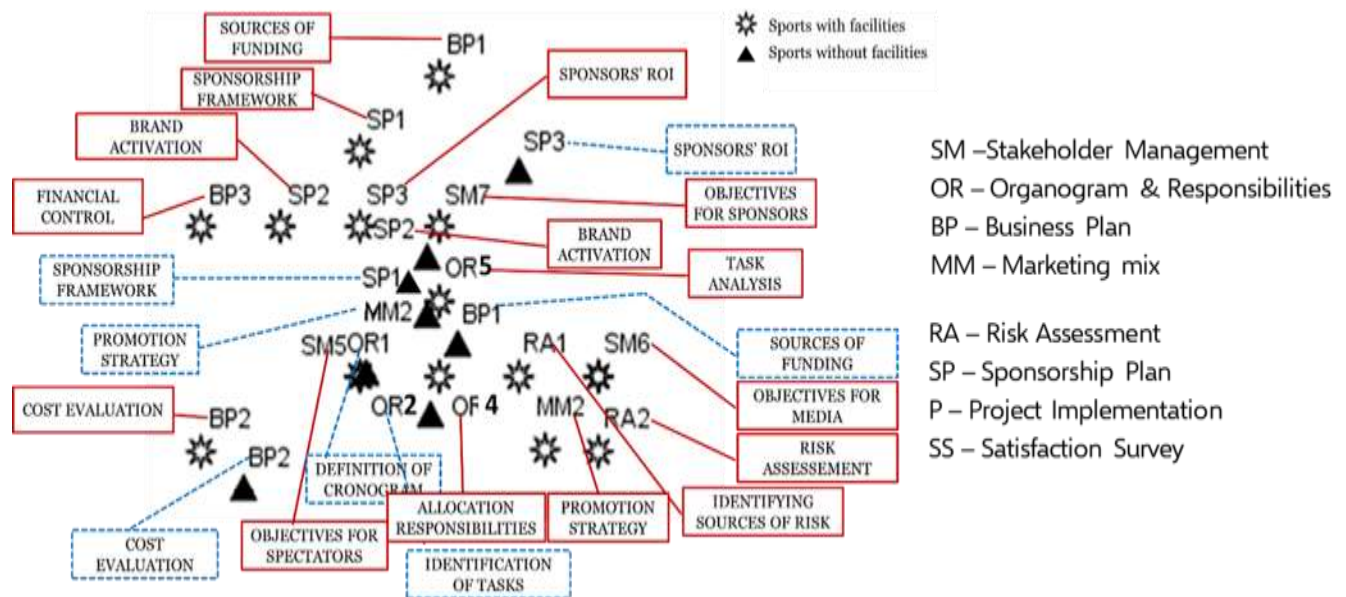 SOURCES OF
FUNDING
BP1
Sports with facilities
Sports without facilities
SPONSORSHIP
FRAMEWORK
SPONSORS' ROI
SP1
BRAND
ACTIVATION
SP3
SPONSORS' ROI
FINANCIAL
CONTROL
BP3
SP2
SP3
SM7
OBJECTIVES
FOR SPONSORS
SP2
BRAND
ACTIVATION
SPONSORSHIP
FRAMEWORK
SP1
OR5
TASK
ANALYSIS
PROMOTION
STRATEGY
MM2
BP1
SOURCES OF
FUNDING
SM5
OR1
RA1
SM6
OBJECTIVES FOR
MEDIA
COST EVALUATION
BP2
OR2
OF4
MM2
RA2
RISK
ASSESSEMENT
BP2
DEFINITION OF
CRONOGRAM
COST
EVALUATION
OBJECTIVES FOR
SPECTATORS
ALLOCATION
RESPONSIBILITIES
PROMOTION
STRATEGY
IDENTIFYING
SOURCES OF RISK
IDENTIFICATION
OF TASKS
SM –Stakeholder Management
OR – Organogram & Responsibilities
BP – Business Plan
MM – Marketing mix
RA – Risk Assessment
SP – Sponsorship Plan
P – Project Implementation
SS – Satisfaction Survey